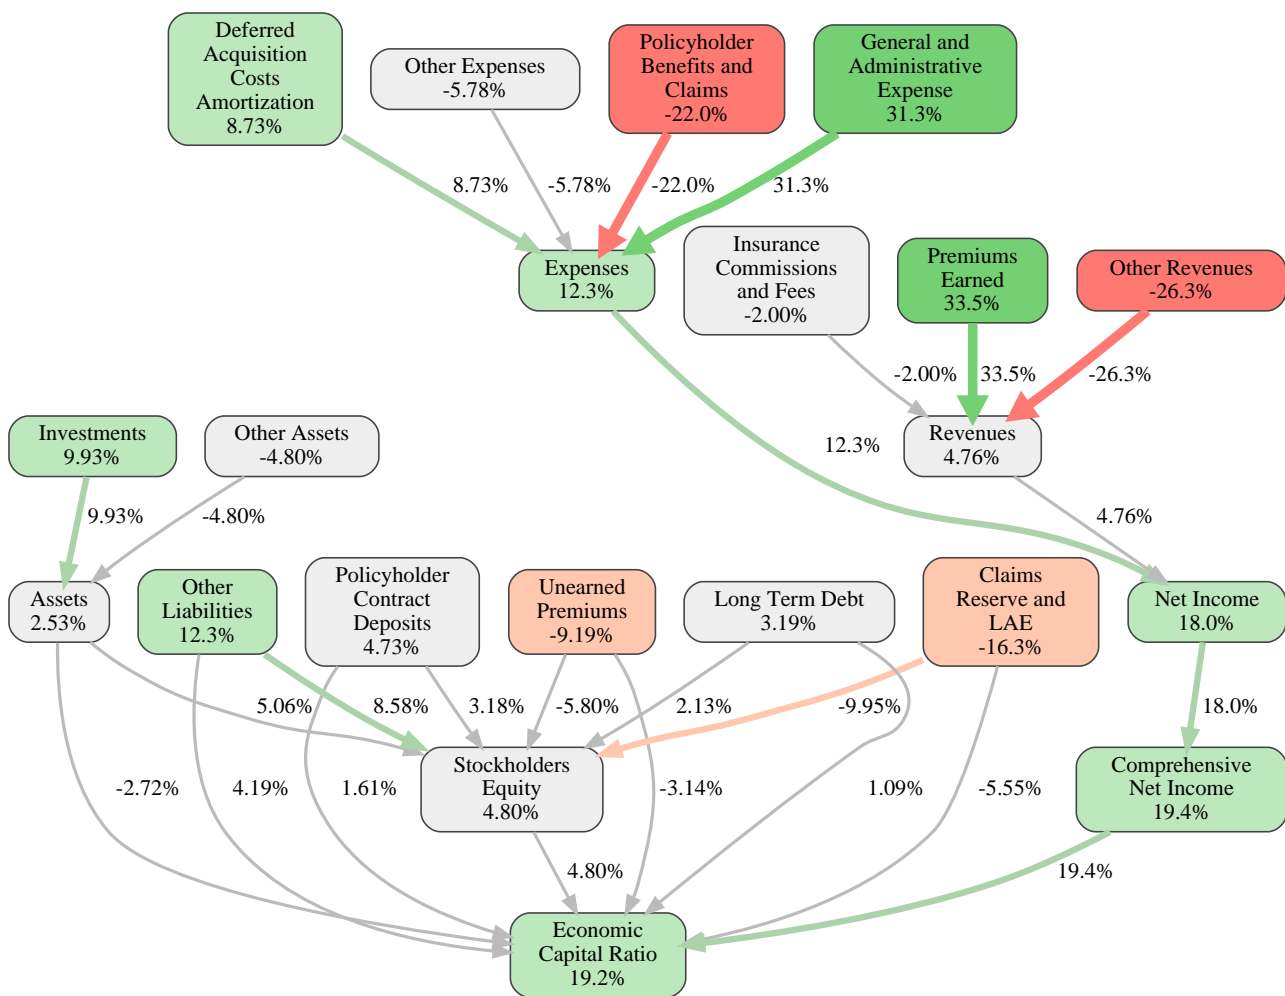 Deferred
Acquisition
Costs
Amortization
8.73%
Other Expenses
-5.78%
Policyholder
Benefits and
Claims
-22.0%
General and
Administrative
Expense
31.3%
8.73%
-5.78%
-22.0%
31.3%
Expenses
12.3%
Insurance
Commissions
and Fees
-2.00%
Premiums
Earned
33.5%
Other Revenues
-26.3%
-2.00%
33.5%
-26.3%
Investments
9.93%
Other Assets
-4.80%
12.3%
Revenues
4.76%
9.93%
-4.80%
4.76%
Assets
2.53%
Other
Liabilities
12.3%
Policyholder
Contract
Deposits
4.73%
Unearned
Premiums
-9.19%
Long Term Debt
3.19%
Claims
Reserve and
LAE
-16.3%
Net Income
18.0%
5.06%
8.58%
3.18%
-5.80%
2.13%
-9.95%
18.0%
-2.72%
4.19%
1.61%
Stockholders
Equity
4.80%
-3.14%
1.09%
-5.55%
Comprehensive
Net Income
19.4%
4.80%
19.4%
Economic
Capital Ratio
19.2%